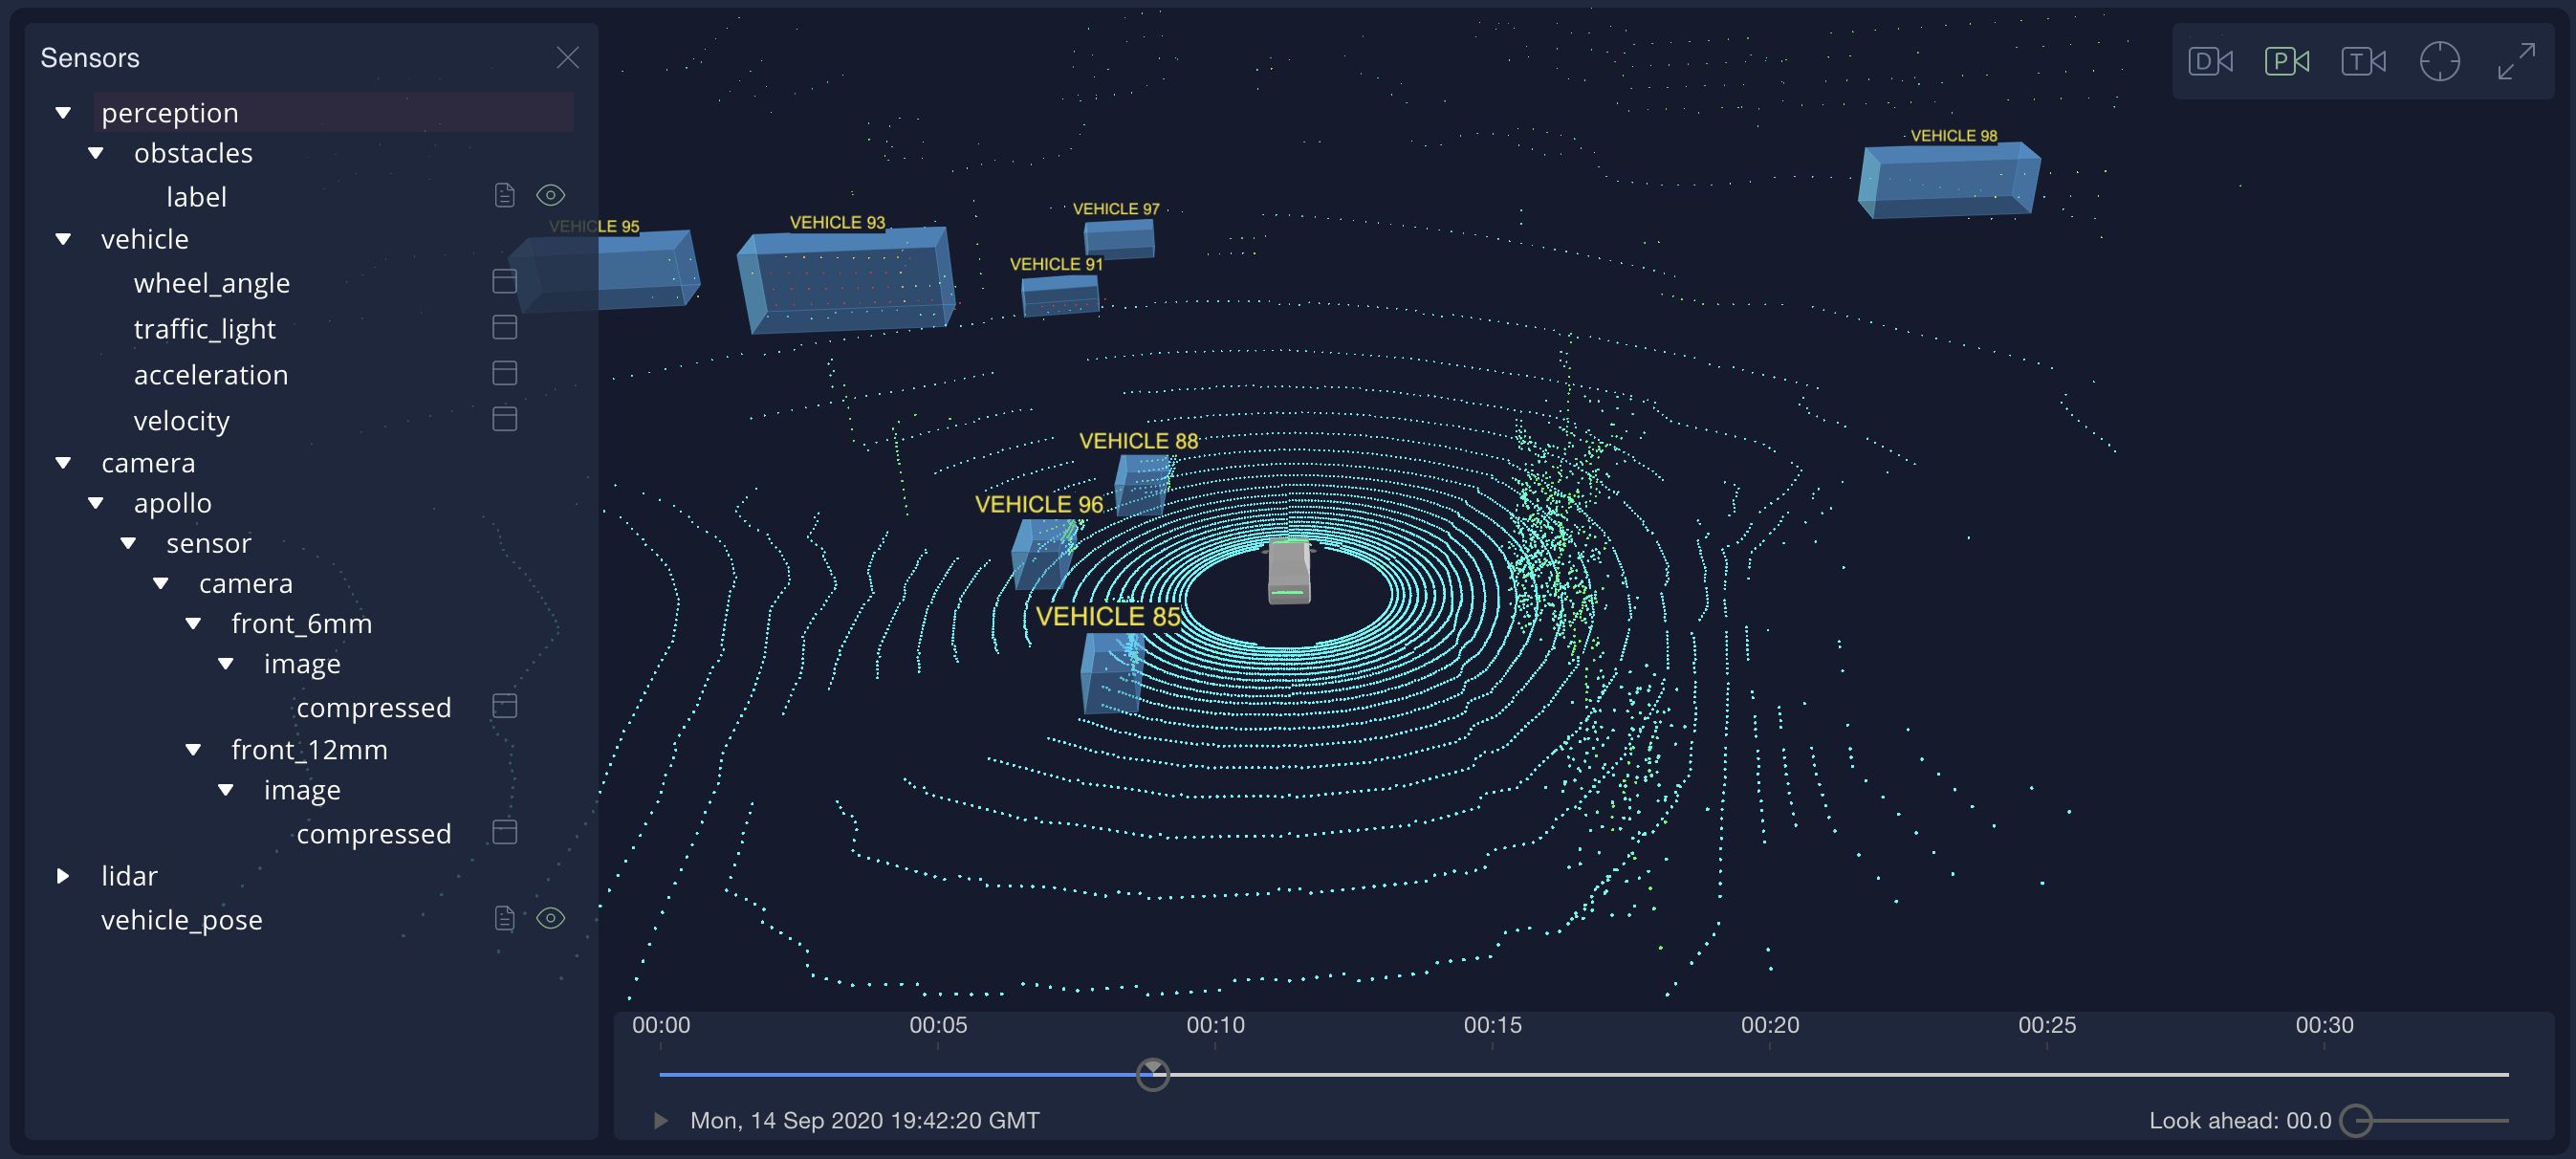 Sensors
perception
obstacles
label
vehicle
wheel_angle
traffic_light
acceleration
velocity
camera
apollo
sensor
camera
front_6mm
image
compressed
front_12mm
image
compressed
lidar
vehicle_pose
D
P
T
VEHICLE 98
VEHICLE 97
VEHICLE 95
VEHICLE 93
VEHICLE 91
VEHICLE 88
VEHICLE 96
VEHICLE 85
00:00 00:05 00:10 00:15 00:20 00:25 00:30
Mon, 14 Sep 2020 19:42:20 GMT
Look ahead: 00.0